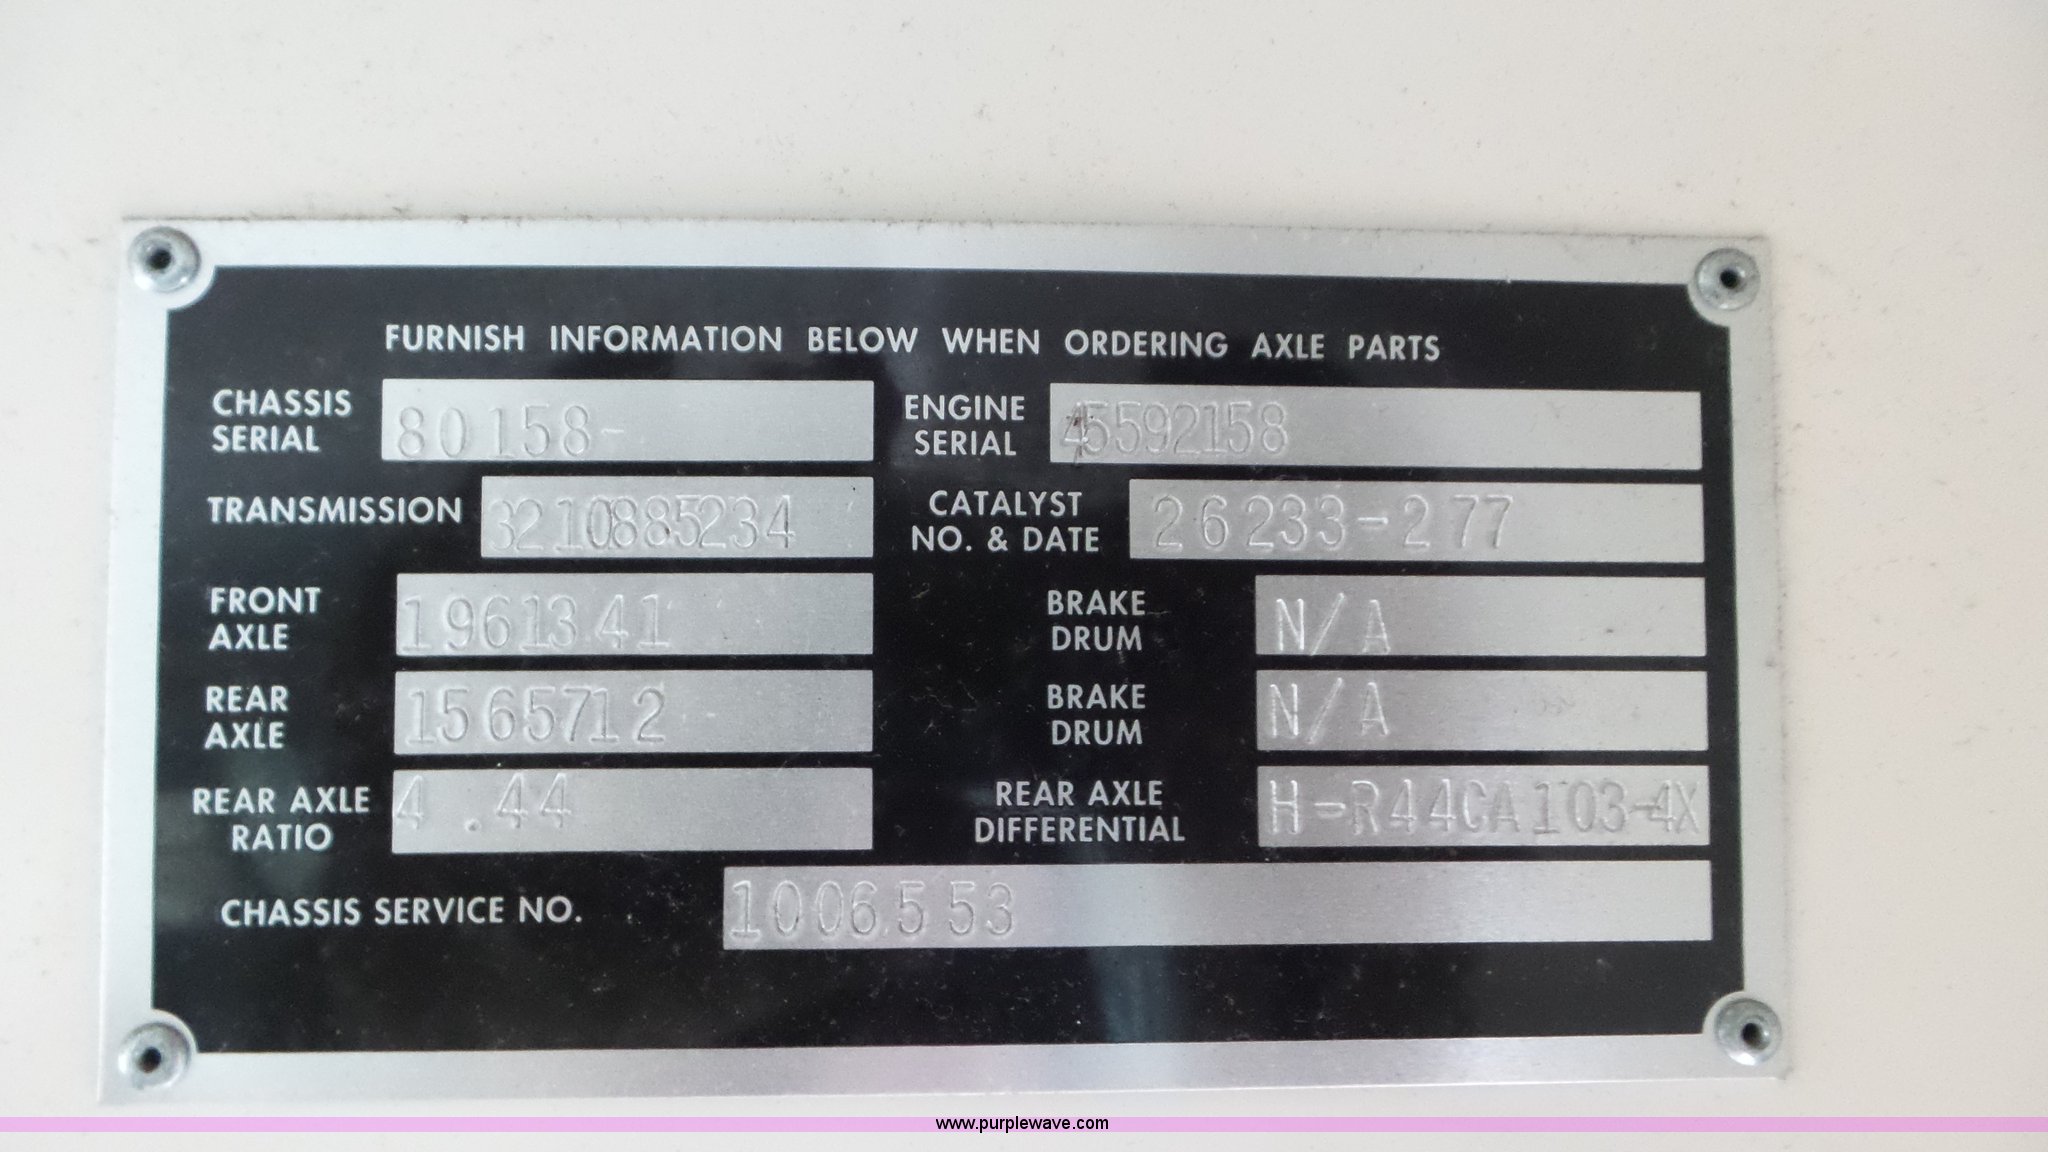 FURNISH INFORMATION BELOW WHEN ORDERING AXLE PARTS
CHASSIS SERIAL 80158-
ENGINE SERIAL 45592158
TRANSMISSION 3210885234
CATALYST NO. & DATE 26233-277
FRONT AXLE 1961341
BRAKE DRUM N/A
REAR AXLE 1565712
BRAKE DRUM N/A
REAR AXLE RATIO 4.44
REAR AXLE DIFFERENTIAL H-R44CA103-4X
CHASSIS SERVICE NO. 1006553
www.purplewave.com